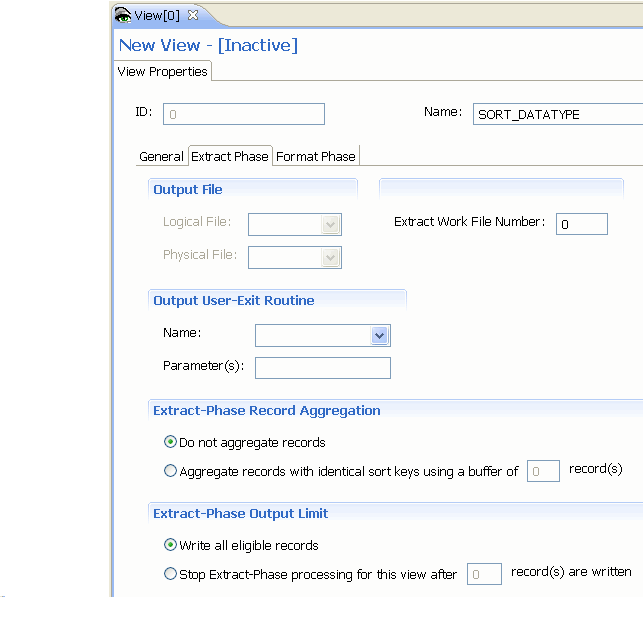 View[0]
New View - [Inactive]
View Properties
ID: 0 Name: SORT_DATATYPE
General Extract Phase Format Phase
Output File
Logical File: Extract Work File Number: 0
Physical File:
Output User-Exit Routine
Name:
Parameter(s):
Extract-Phase Record Aggregation
Do not aggregate records
Aggregate records with identical sort keys using a buffer of 0 record(s)
Extract-Phase Output Limit
Write all eligible records
Stop Extract-Phase processing for this view after 0 record(s) are written